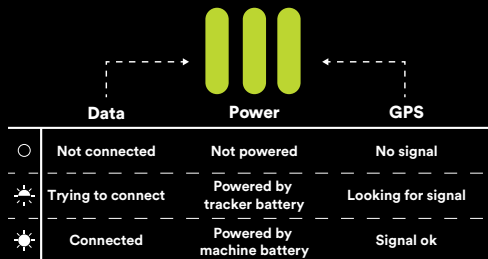 Data Power GPS
Not connected Not powered No signal
Trying to connect Powered by tracker battery Looking for signal
Connected Powered by machine battery Signal ok